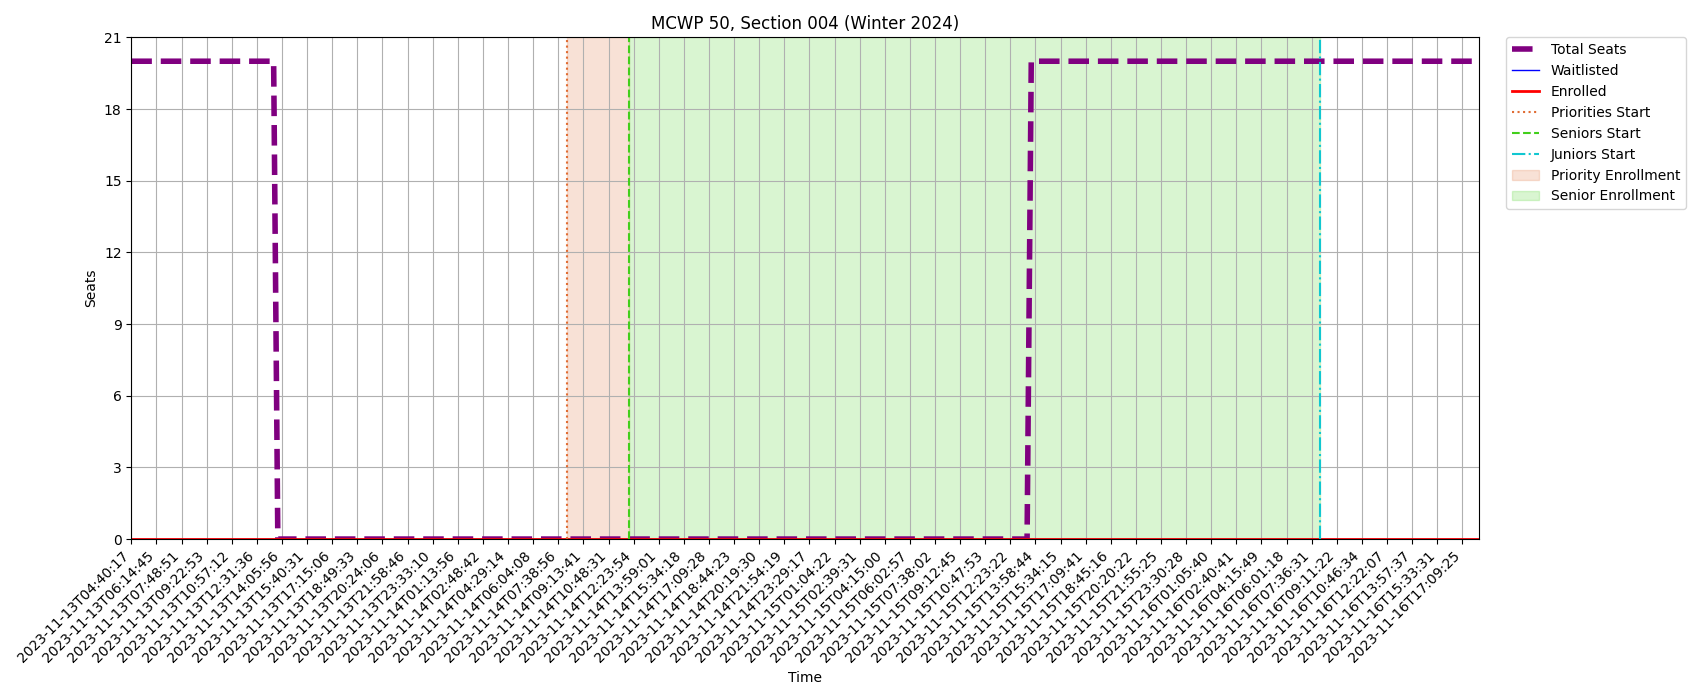 MCWP 50, Section 004 (Winter 2024)
21
18
15
12
9
6
3
0
Seats
2023-11-13T04:40:17
2023-11-13T06:14:45
2023-11-13T07:48:51
2023-11-13T09:22:53
2023-11-13T10:57:12
2023-11-13T12:31:36
2023-11-13T14:05:56
2023-11-13T15:40:31
2023-11-13T17:15:06
2023-11-13T18:49:33
2023-11-13T20:24:06
2023-11-13T21:58:46
2023-11-13T23:33:10
2023-11-14T01:13:56
2023-11-14T02:48:42
2023-11-14T04:29:14
2023-11-14T06:04:08
2023-11-14T07:38:56
2023-11-14T09:13:41
2023-11-14T10:48:31
2023-11-14T12:23:54
2023-11-14T13:59:01
2023-11-14T15:34:18
2023-11-14T17:09:28
2023-11-14T18:44:23
2023-11-14T20:19:30
2023-11-14T21:54:19
2023-11-14T23:29:17
2023-11-15T01:04:22
2023-11-15T02:39:31
2023-11-15T04:15:00
2023-11-15T06:02:57
2023-11-15T07:38:02
2023-11-15T09:12:45
2023-11-15T10:47:53
2023-11-15T12:23:22
2023-11-15T13:58:44
2023-11-15T15:34:15
2023-11-15T17:09:41
2023-11-15T18:45:16
2023-11-15T20:20:22
2023-11-15T21:55:25
2023-11-15T23:30:28
2023-11-16T01:05:40
2023-11-16T02:40:41
2023-11-16T04:15:49
2023-11-16T06:01:18
2023-11-16T07:36:31
2023-11-16T09:11:22
2023-11-16T10:46:34
2023-11-16T12:22:07
2023-11-16T13:57:37
2023-11-16T15:33:31
2023-11-16T17:09:25
Time
Total Seats
Waitlisted
Enrolled
Priorities Start
Seniors Start
Juniors Start
Priority Enrollment
Senior Enrollment